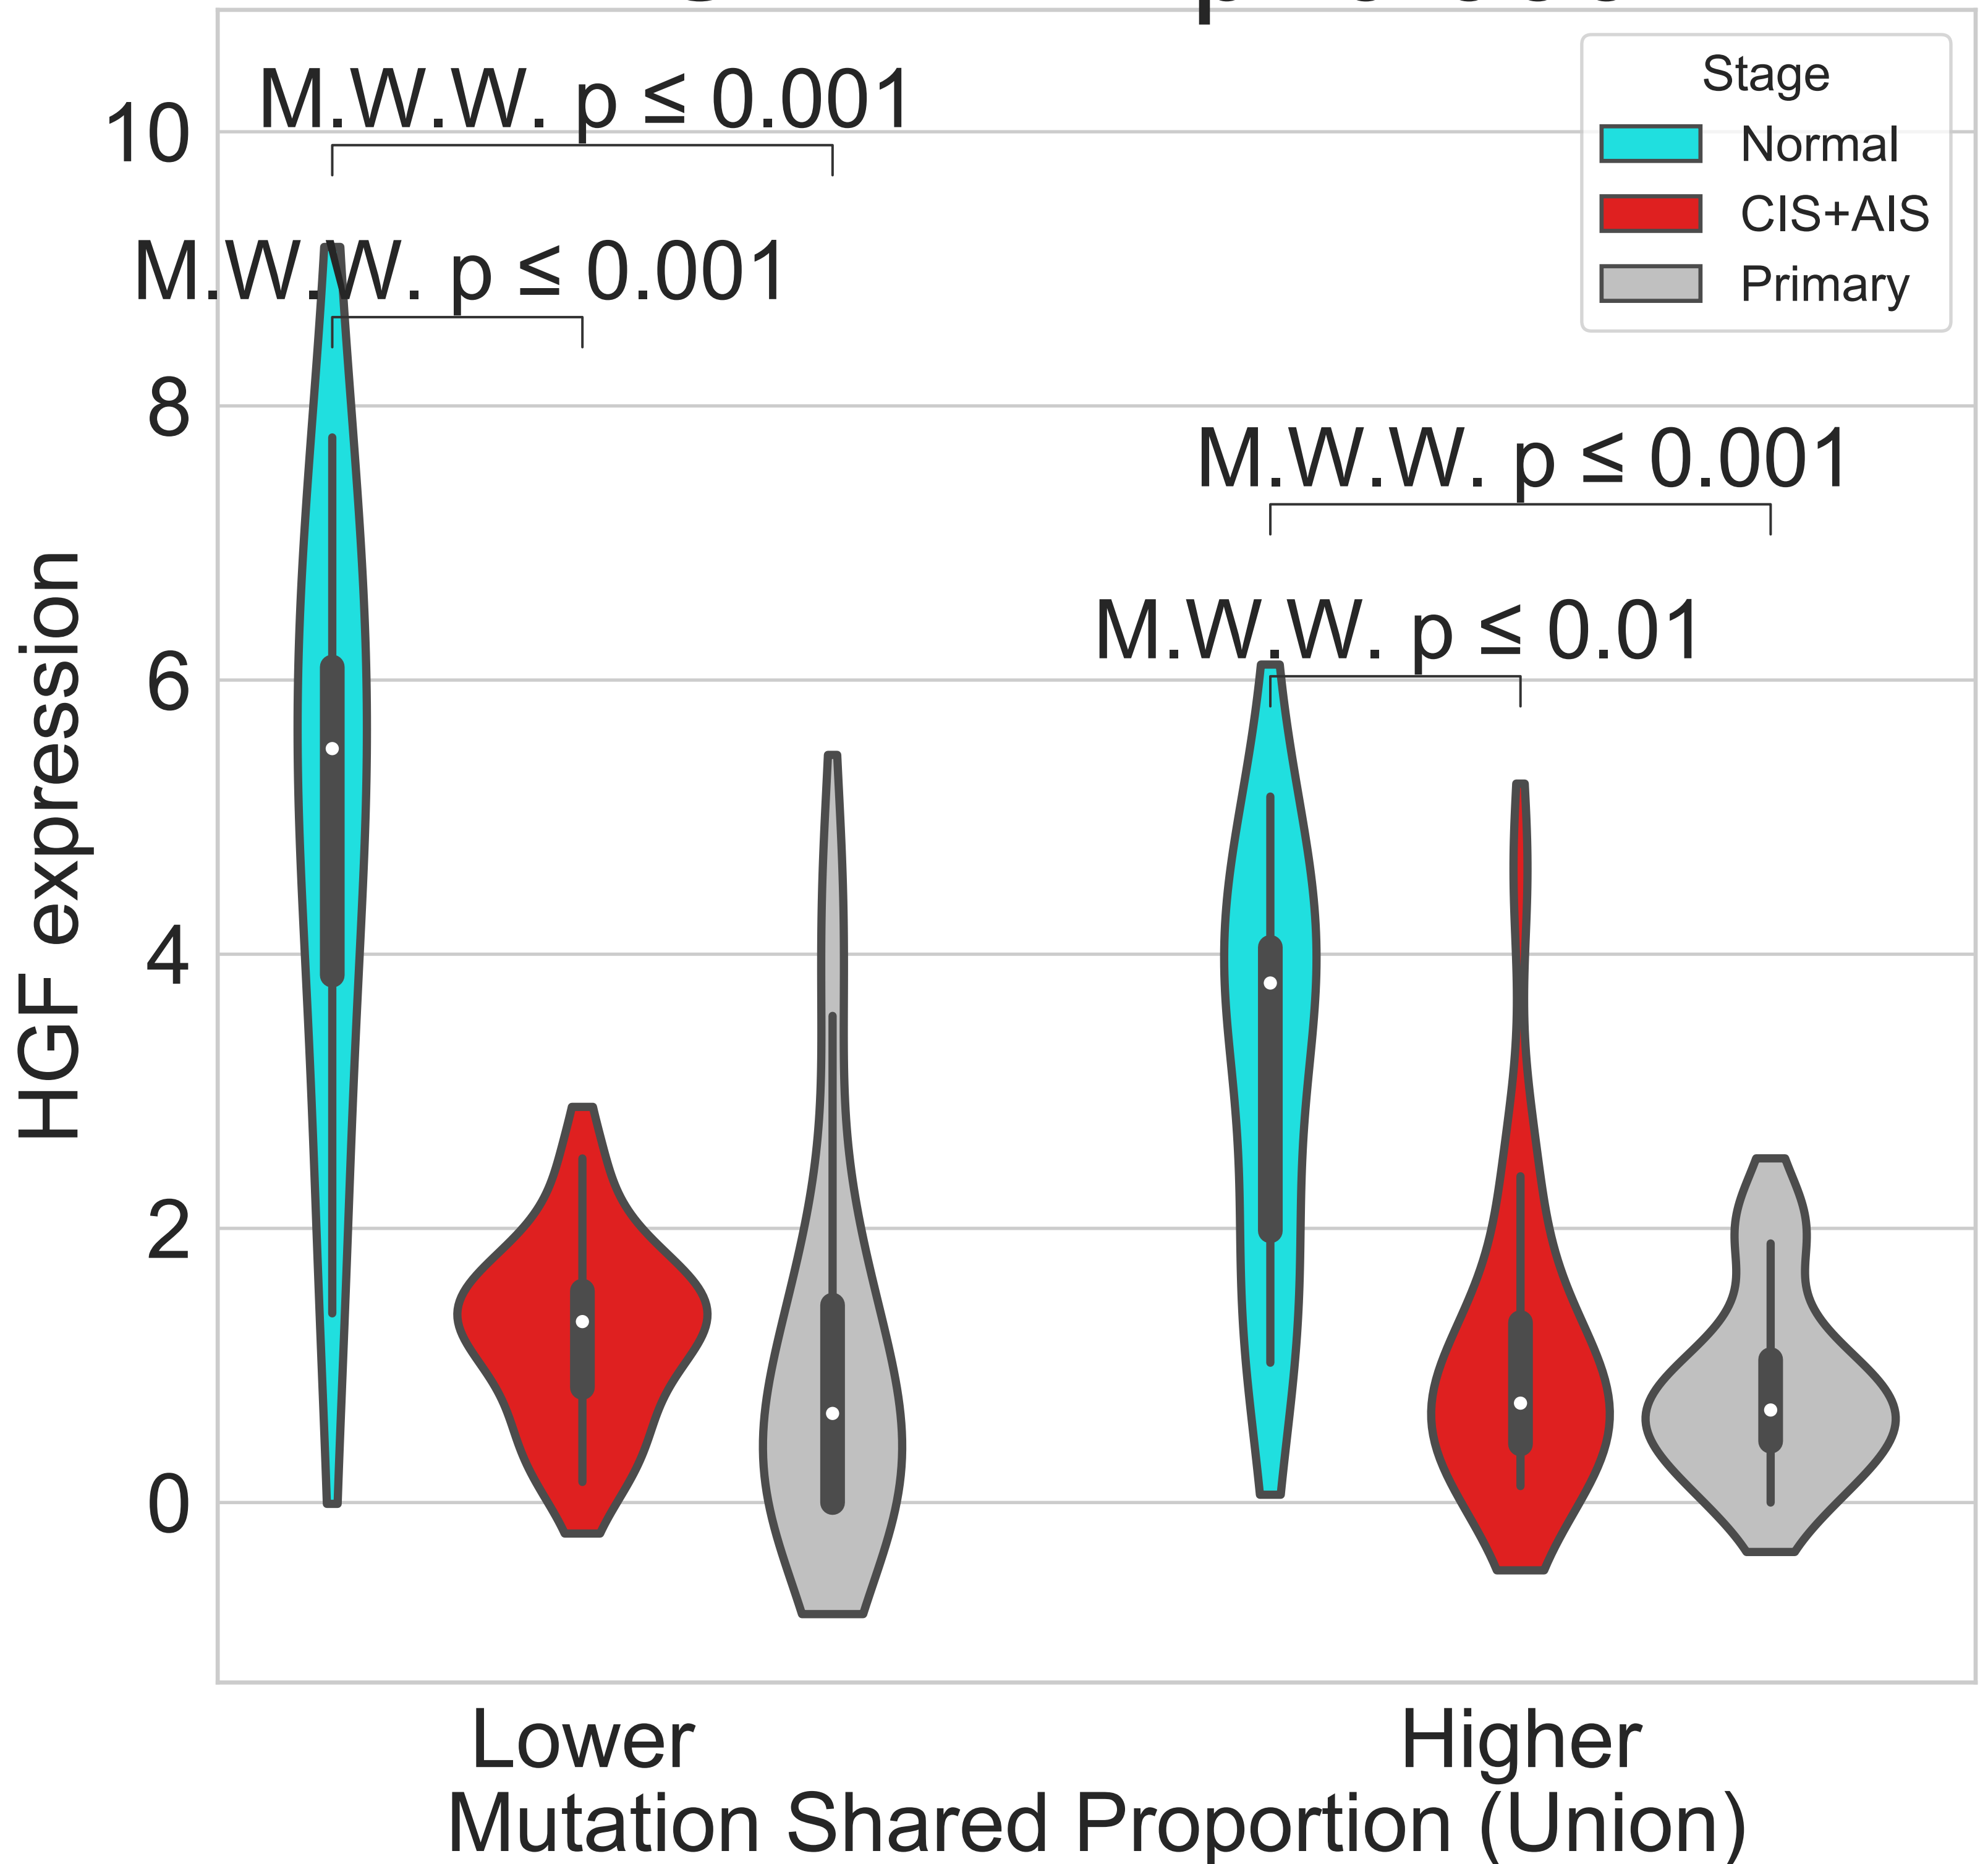 M.W.W. p ≤ 0.001
M.W.W. p ≤ 0.001
M.W.W. p ≤ 0.001
M.W.W. p ≤ 0.01
Stage
Normal
CIS+AIS
Primary
10
8
6
4
2
0
HGF expression
Lower
Higher
Mutation Shared Proportion (Union)